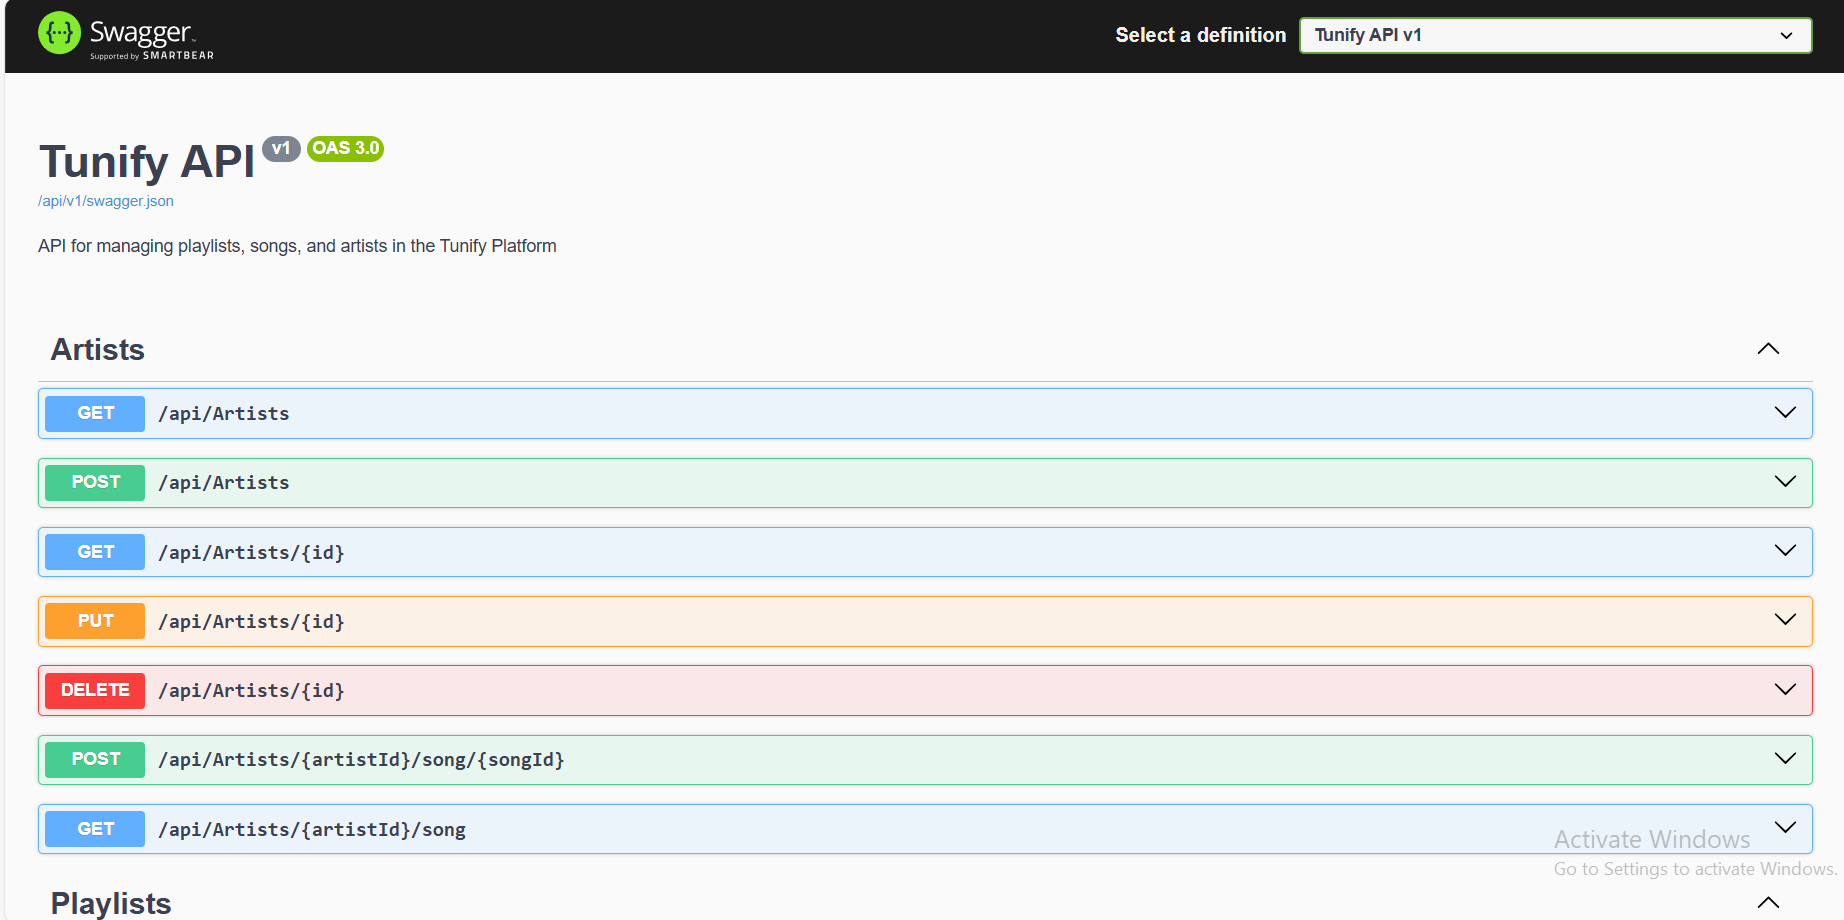 {···} Swagger™
Supported by SMARTBEAR
Select a definition
Tunify API v1
Tunify API v1 OAS 3.0
/api/v1/swagger.json
API for managing playlists, songs, and artists in the Tunify Platform
Artists
GET /api/Artists
POST /api/Artists
GET /api/Artists/{id}
PUT /api/Artists/{id}
DELETE /api/Artists/{id}
POST /api/Artists/{artistId}/song/{songId}
GET /api/Artists/{artistId}/song
Activate Windows
Go to Settings to activate Windows.
Playlists